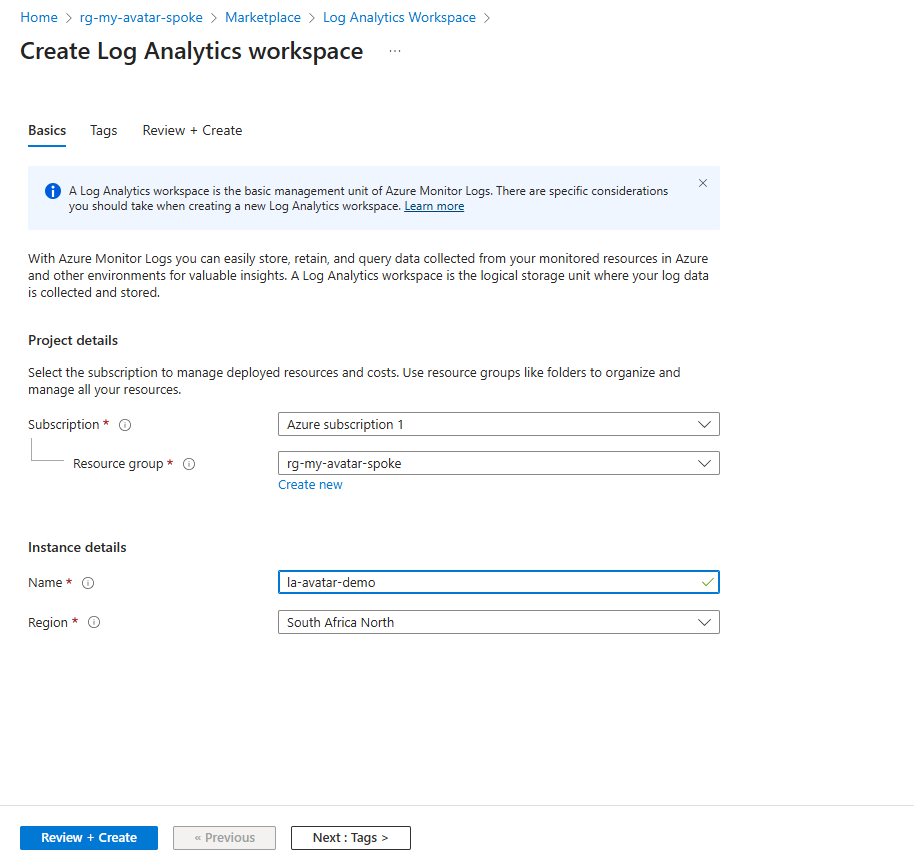 Home > rg-my-avatar-spoke > Marketplace > Log Analytics Workspace >
Create Log Analytics workspace ...
Basics Tags Review + Create
A Log Analytics workspace is the basic management unit of Azure Monitor Logs. There are specific considerations
you should take when creating a new Log Analytics workspace. Learn more
With Azure Monitor Logs you can easily store, retain, and query data collected from your monitored resources in Azure
and other environments for valuable insights. A Log Analytics workspace is the logical storage unit where your log data
is collected and stored.
Project details
Select the subscription to manage deployed resources and costs. Use resource groups like folders to organize and
manage all your resources.
Subscription * Azure subscription 1
Resource group * rg-my-avatar-spoke
Create new
Instance details
Name * la-avatar-demo
Region * South Africa North
Review + Create « Previous Next : Tags >